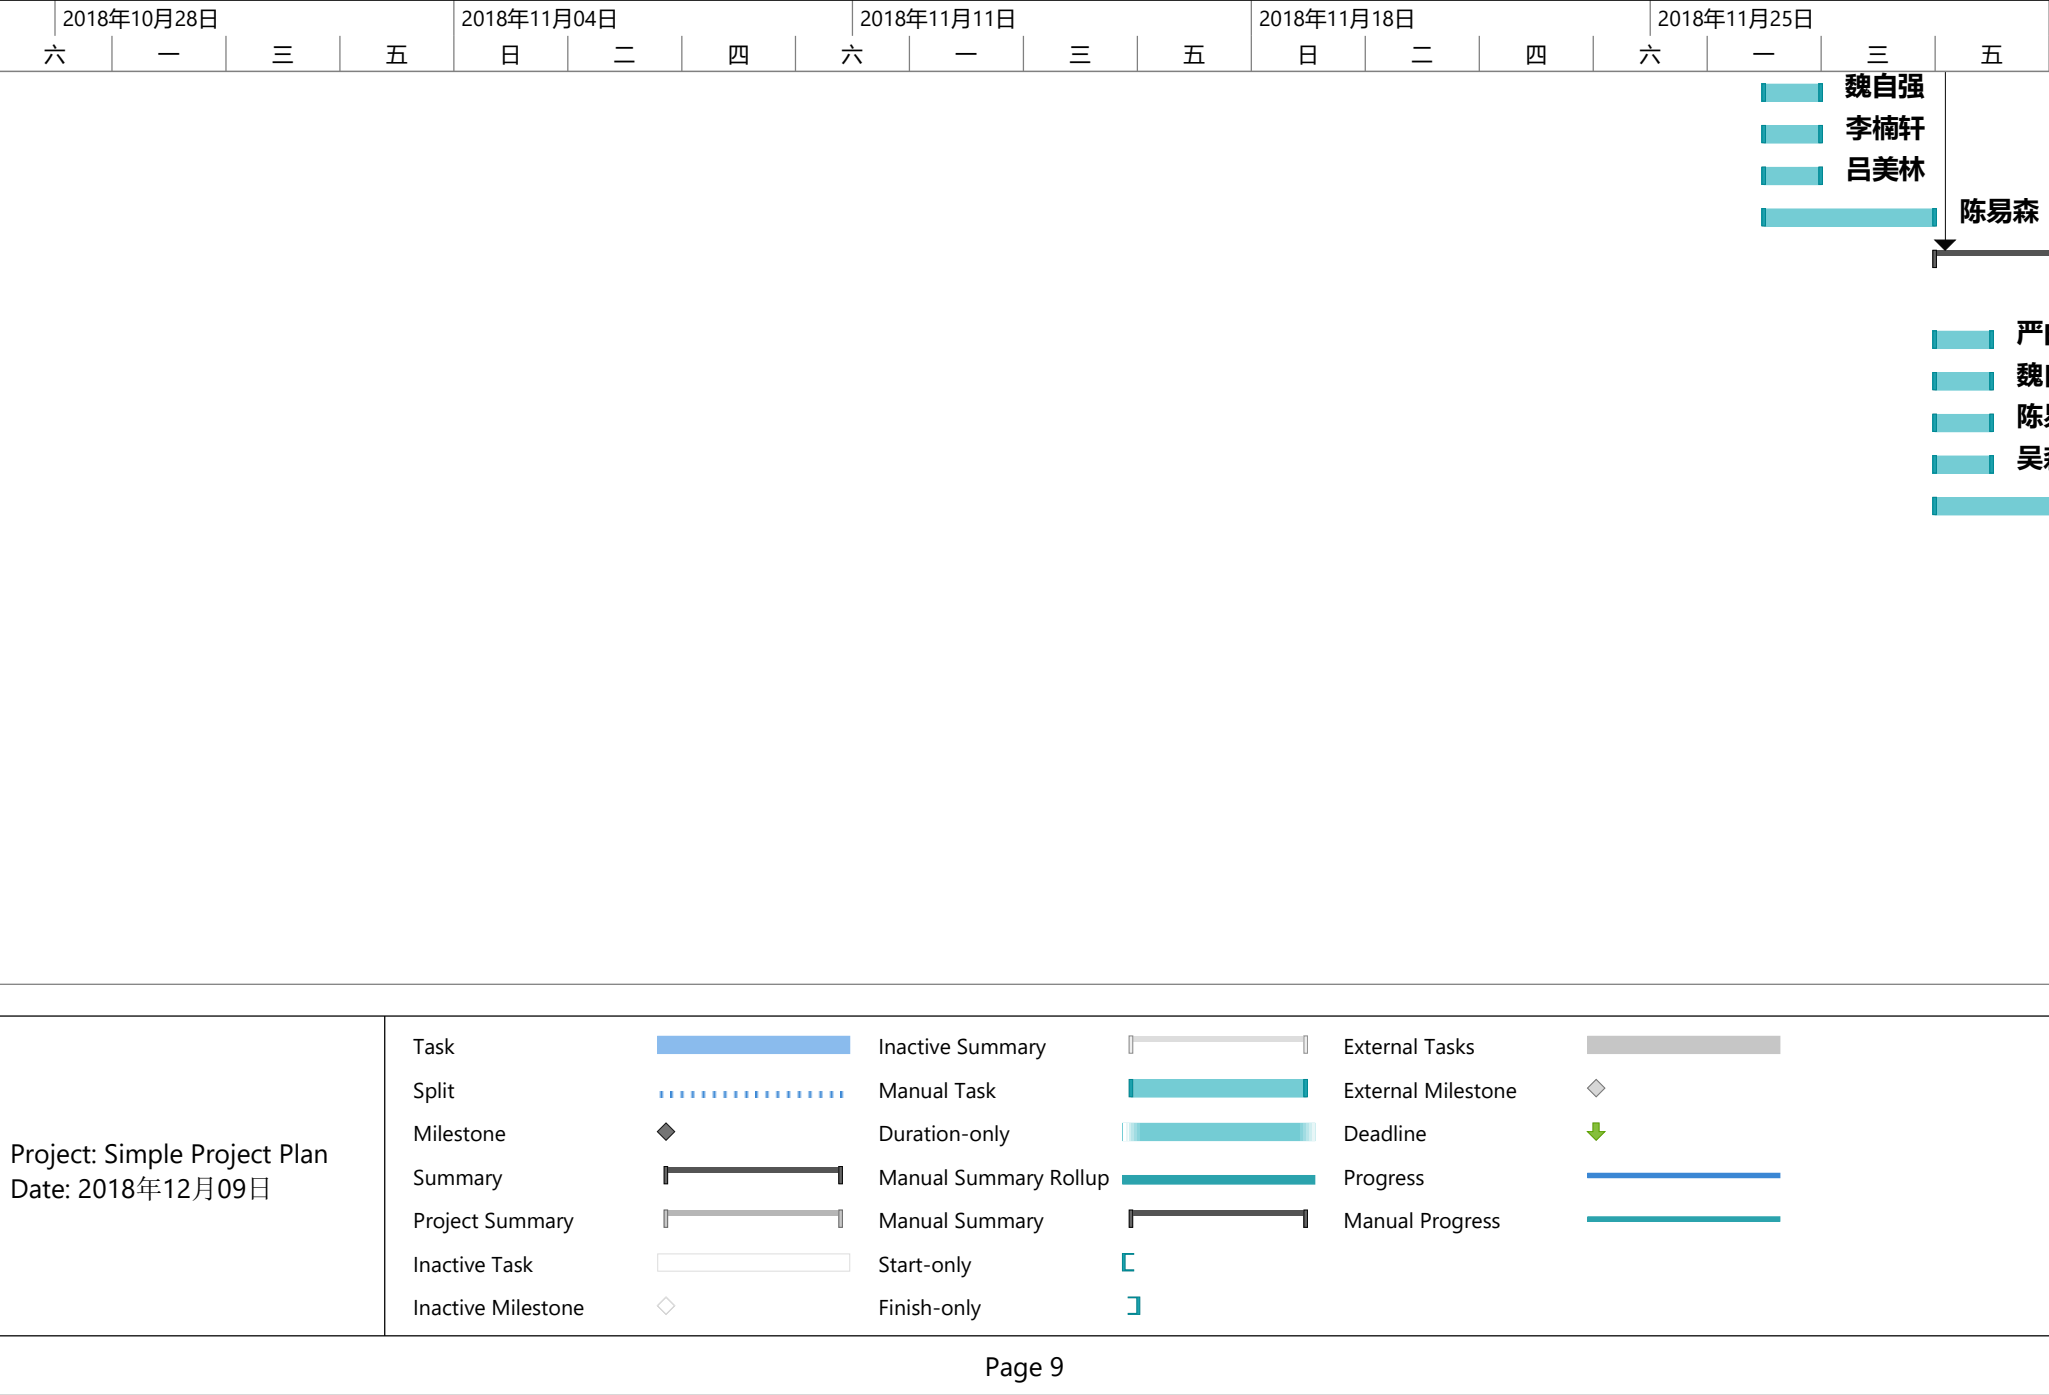 2018年10月28日 2018年11月04日 2018年11月11日 2018年11月18日 2018年11月25日
六 一 三 五 日 二 四 六 一 三 五 日 二 四 六 一 三 五
魏自强
李楠轩
吕美林
陈易森
严
魏
陈
吴
Task
Split
Milestone
Summary
Project Summary
Inactive Task
Inactive Milestone
Inactive Summary
Manual Task
Duration-only
Manual Summary Rollup
Manual Summary
Start-only
Finish-only
External Tasks
External Milestone
Deadline
Progress
Manual Progress
Project: Simple Project Plan
Date: 2018年12月09日
Page 9